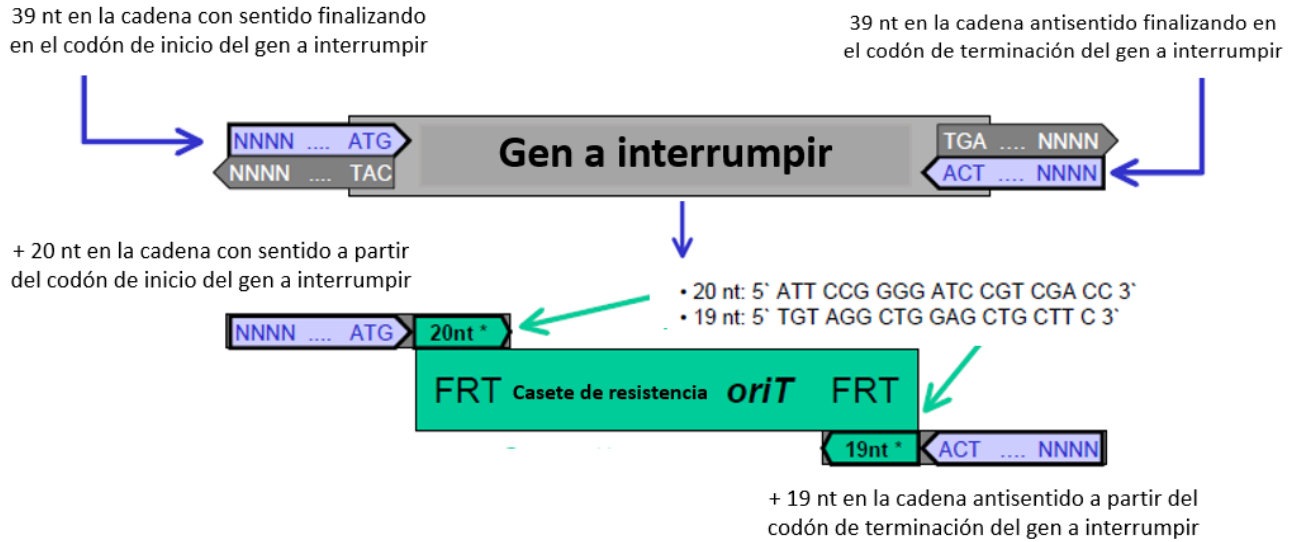 39 nt en la cadena con sentido finalizando
en el codón de inicio del gen a interrumpir
39 nt en la cadena antisentido finalizando en
el codón de terminación del gen a interrumpir
NNNN .... ATG
NNNN .... TAC
Gen a interrumpir
TGA .... NNNN
ACT .... NNNN
+ 20 nt en la cadena con sentido a partir
del codón de inicio del gen a interrumpir
• 20 nt: 5` ATT CCG GGG ATC CGT CGA CC 3`
• 19 nt: 5` TGT AGG CTG GAG CTG CTT C 3`
NNNN .... ATG
20nt *
FRT Casete de resistencia oriT FRT
19nt *
ACT .... NNNN
+ 19 nt en la cadena antisentido a partir del
codón de terminación del gen a interrumpir